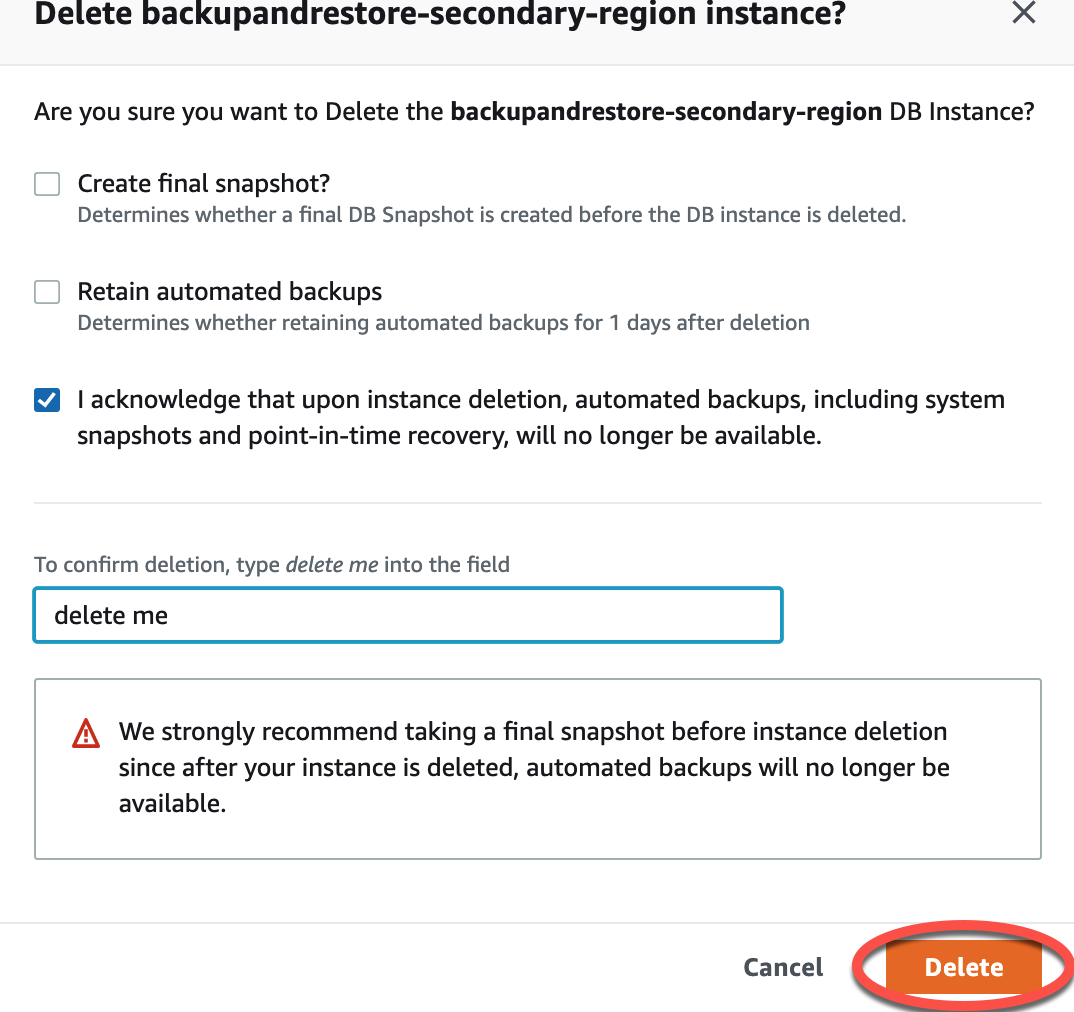 Delete backupandrestore-secondary-region instance?
Are you sure you want to Delete the backupandrestore-secondary-region DB Instance?
Create final snapshot?
Determines whether a final DB Snapshot is created before the DB instance is deleted.
Retain automated backups
Determines whether retaining automated backups for 1 days after deletion
I acknowledge that upon instance deletion, automated backups, including system
snapshots and point-in-time recovery, will no longer be available.
To confirm deletion, type delete me into the field
delete me
We strongly recommend taking a final snapshot before instance deletion
since after your instance is deleted, automated backups will no longer be
available.
Cancel Delete